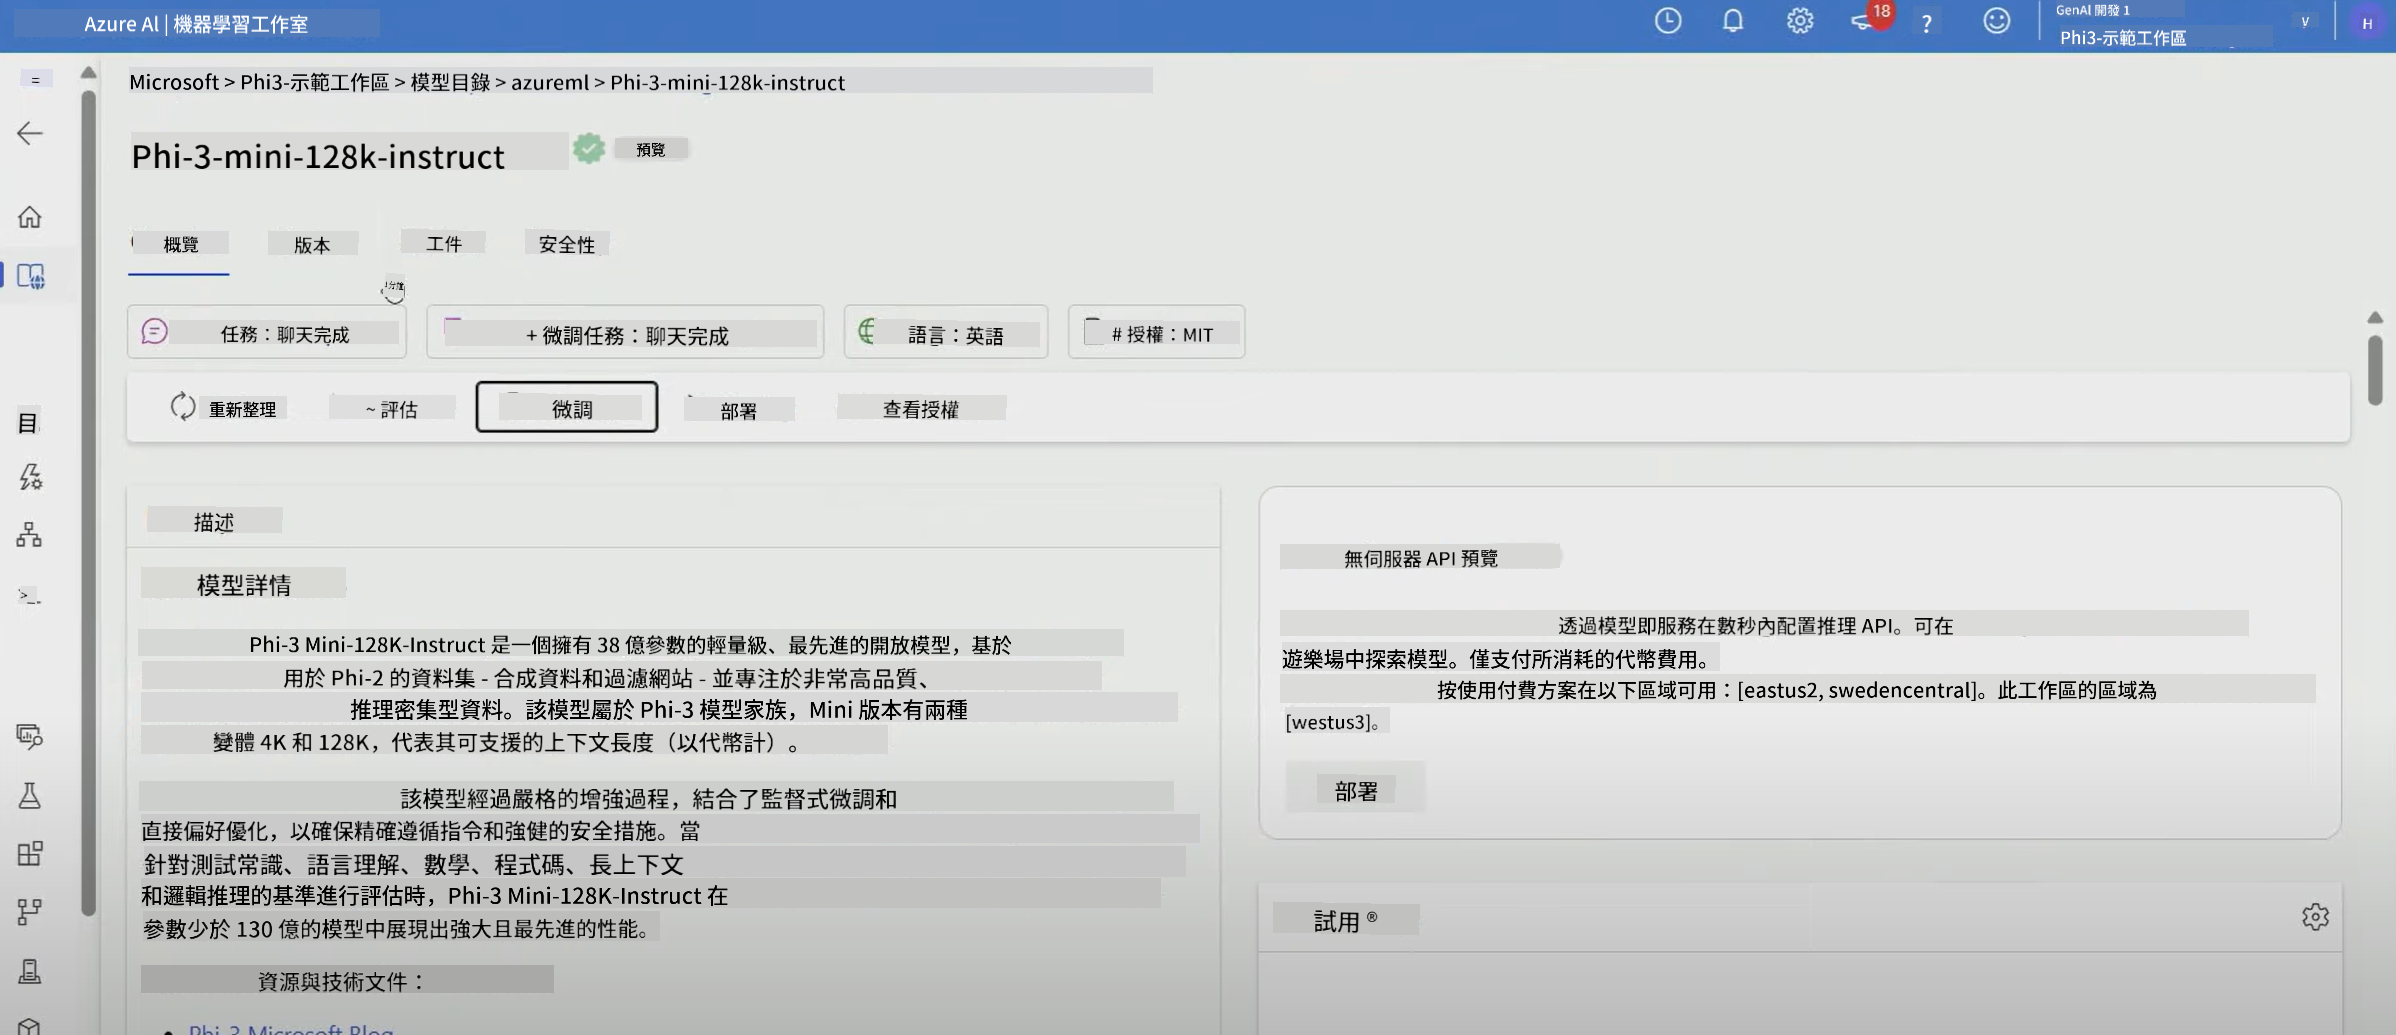 Azure AI | 機器學習工作室
18
?
GenAI 開發 1
Phi3-示範工作區
V
H
Microsoft > Phi3-示範工作區 > 模型目錄 > azureml > Phi-3-mini-128k-instruct
Phi-3-mini-128k-instruct
預覽
概覽
版本
工件
安全性
任務：聊天完成
+ 微調任務：聊天完成
語言：英語
# 授權：MIT
重新整理
~ 評估
微調
部署
查看授權
目
描述
模型詳情
Phi-3 Mini-128K-Instruct 是一個擁有 38 億參數的輕量級、最先進的開放模型，基於
用於 Phi-2 的資料集 - 合成資料和過濾網站 - 並專注於非常高品質、
推理密集型資料。該模型屬於 Phi-3 模型家族，Mini 版本有兩種
變體 4K 和 128K，代表其可支援的上下文長度（以代幣計）。
該模型經過嚴格的增強過程，結合了監督式微調和
直接偏好優化，以確保精確遵循指令和強健的安全措施。當
針對測試常識、語言理解、數學、程式碼、長上下文
和邏輯推理的基準進行評估時，Phi-3 Mini-128K-Instruct 在
參數少於 130 億的模型中展現出強大且最先進的性能。
資源與技術文件：
Phi-3 Microsoft Blog
無伺服器 API 預覽
透過模型即服務在數秒內配置推理 API。可在
遊樂場中探索模型。僅支付所消耗的代幣費用。
按使用付費方案在以下區域可用：[eastus2, swedencentral]。此工作區的區域為
[westus3]。
部署
試用 ®